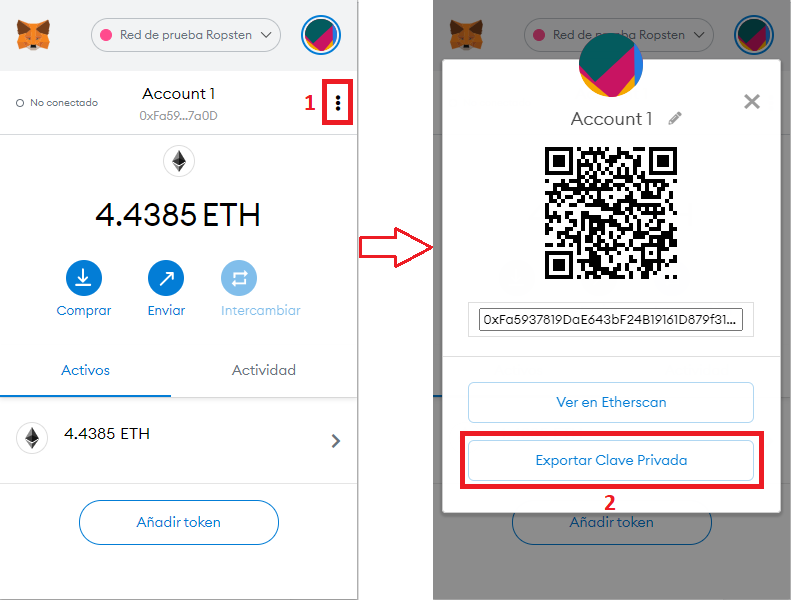 Red de prueba Ropsten
No conectado
Account 1
0xFa59...7a0D
1
4.4385 ETH
Comprar
Enviar
Intercambiar
Activos
Actividad
4.4385 ETH
Añadir token
Red de prueba Ropsten
Account 1
0xFa5937819DaE643bF24B19161D879f31...
Ver en Etherscan
Exportar Clave Privada
2
Añadir token